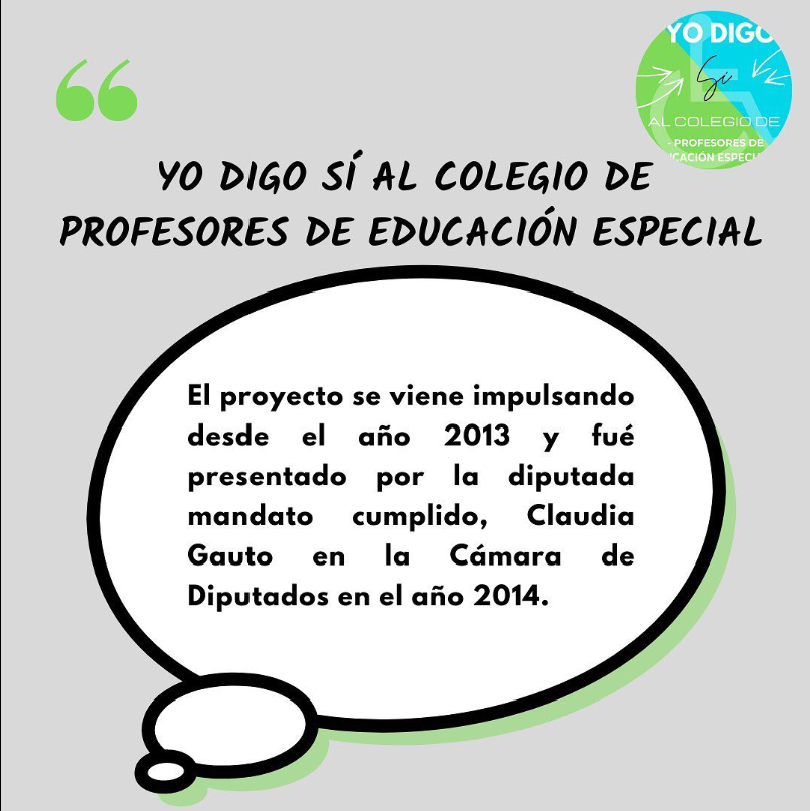 YO DIGO
Sí
AL COLEGIO DE
- PROFESORES DE
YO DIGO SÍ AL COLEGIO DE
PROFESORES DE EDUCACIÓN ESPECIAL
El proyecto se viene impulsando
desde el año 2013 y fué
presentado por la diputada
mandato cumplido, Claudia
Gauto en la Cámara de
Diputados en el año 2014.